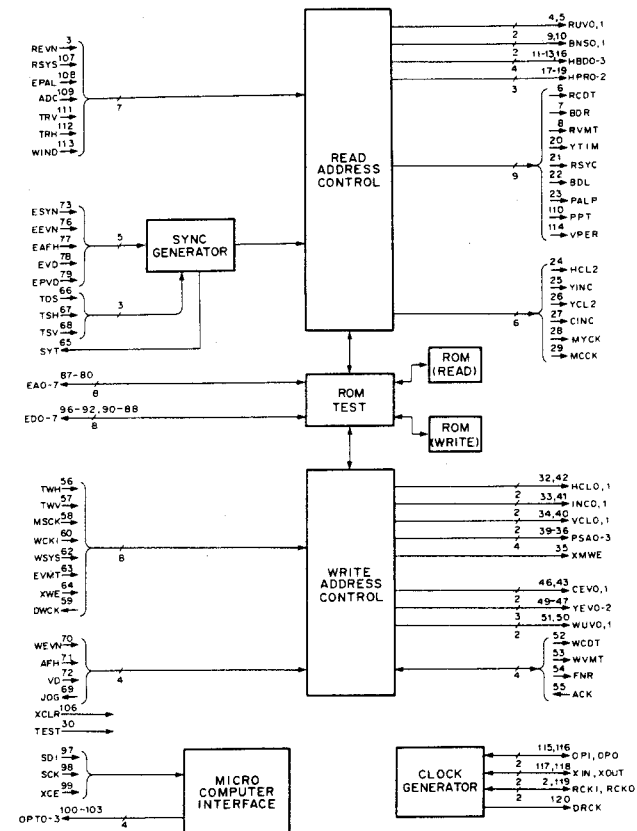 REVN 3
RSYS 107
EPAL 108
ADC 109
TRV 111
TRH 112
WIND 113
7
READ
ADDRESS
CONTROL
4,5 RUV0,1
2
9,10 BNS0,1
2
11-13,16 HBD0-3
4
17-19 HPR0-2
3
6 RCDT
7 BDR
8 RVMT
20 YTIM
21 RSYC
22 BDL
23 PALP
110 PPT
114 VPER
9
ESYN 73
EEVN 76
EAFH 77
EVD 78
EPVD 79
5
TOS 66
TSH 67
TSV 68
3
SYT 65
SYNC
GENERATOR
24 HCL2
25 YINC
26 YCL2
27 CINC
28 MYCK
29 MCCK
6
EA0-7 87-80
8
ED0-7 96-92,90-88
8
ROM
TEST
ROM
(READ)
ROM
(WRITE)
TWH 56
TWV 57
MSCK 58
WCKI 60
WSYS 62
EVMT 63
XWE 64
DWCK 59
8
WRITE
ADDRESS
CONTROL
32,42 HCL0,1
2
33,41 INC0,1
2
34,40 VCL0,1
2
39-36 PSA0-3
4
35 XMWE
46,43 CEV0,1
2
49-47 YEV0-2
3
51,50 WUV0,1
2
52 WCDT
53 WVMT
54 FNR
55 ACK
4
WEVN 70
AFH 71
VD 72
JOG 69
4
XCLR 106
TEST 30
SDI 97
SCK 98
XCE 99
OPT0-3 100-103
4
MICRO
COMPUTER
INTERFACE
CLOCK
GENERATOR
115,116 OPI,OPO
2
117,118 XIN,XOUT
2
2,119 RCKI,RCKO
2
120 DRCK